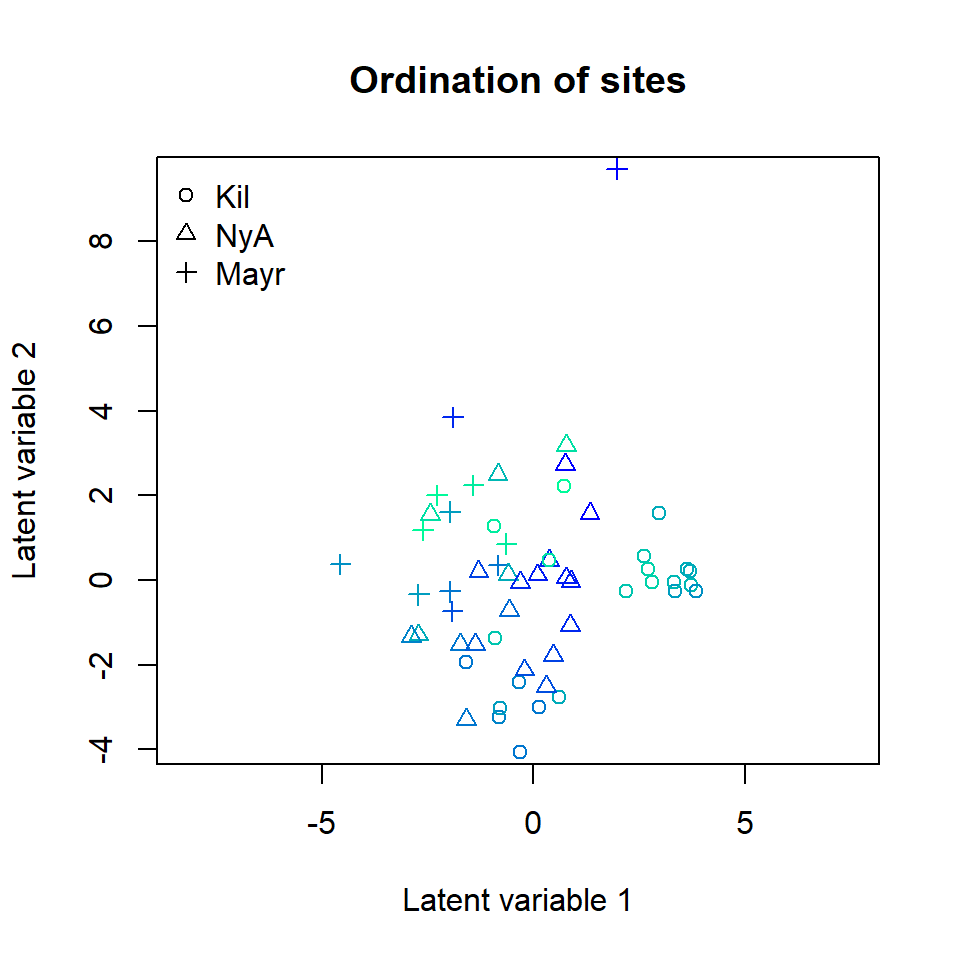 Ordination of sites
Kil
NyA
Mayr
Latent variable 2
8
6
4
2
0
-2
-4
-5 0 5
Latent variable 1